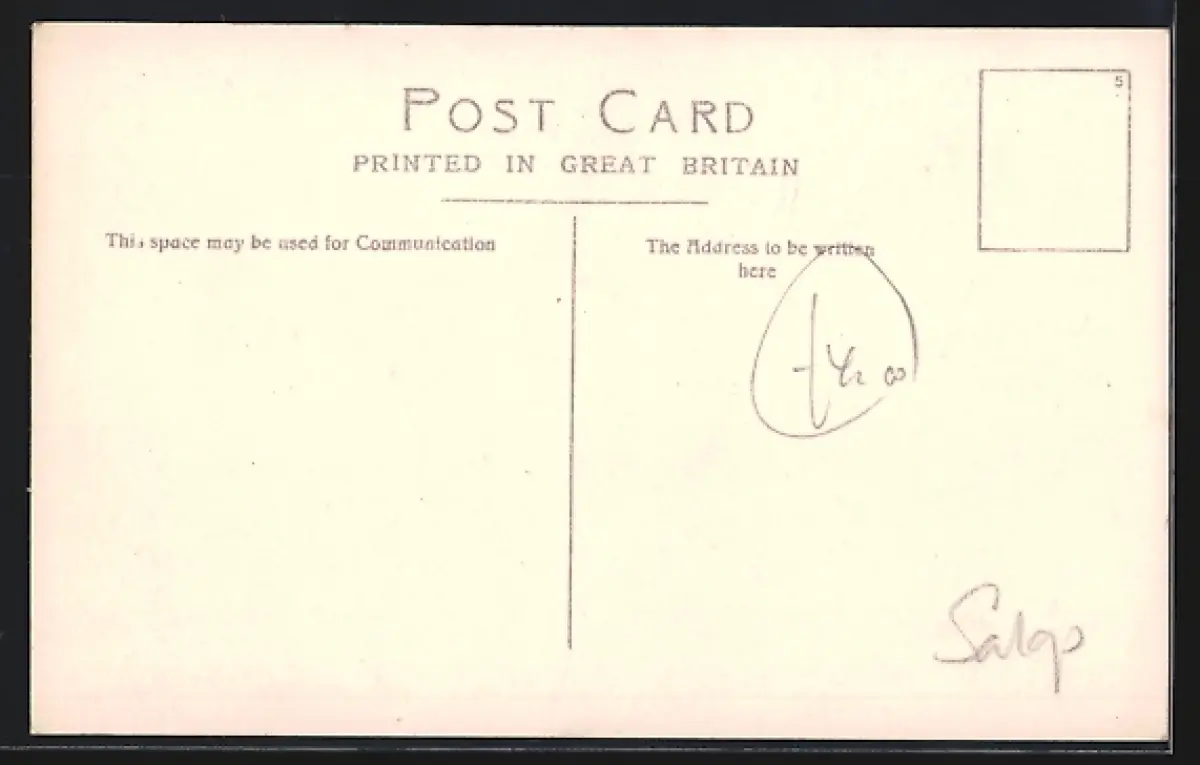 POST CARD
5
PRINTED IN GREAT BRITAIN
This space may be used for Communication
The Address to be written
here